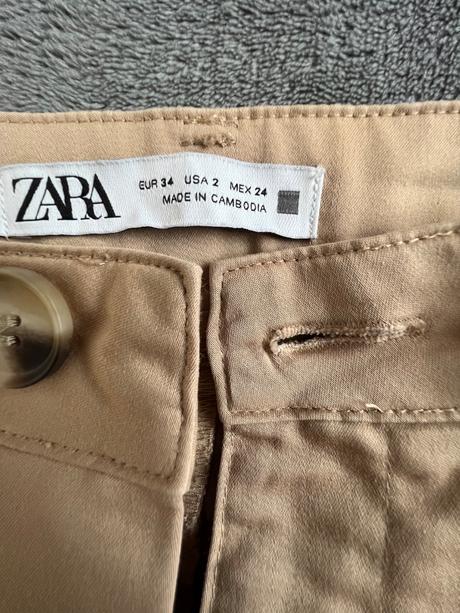 ZARA
EUR 34 USA 2 MEX 24
MADE IN CAMBODIA